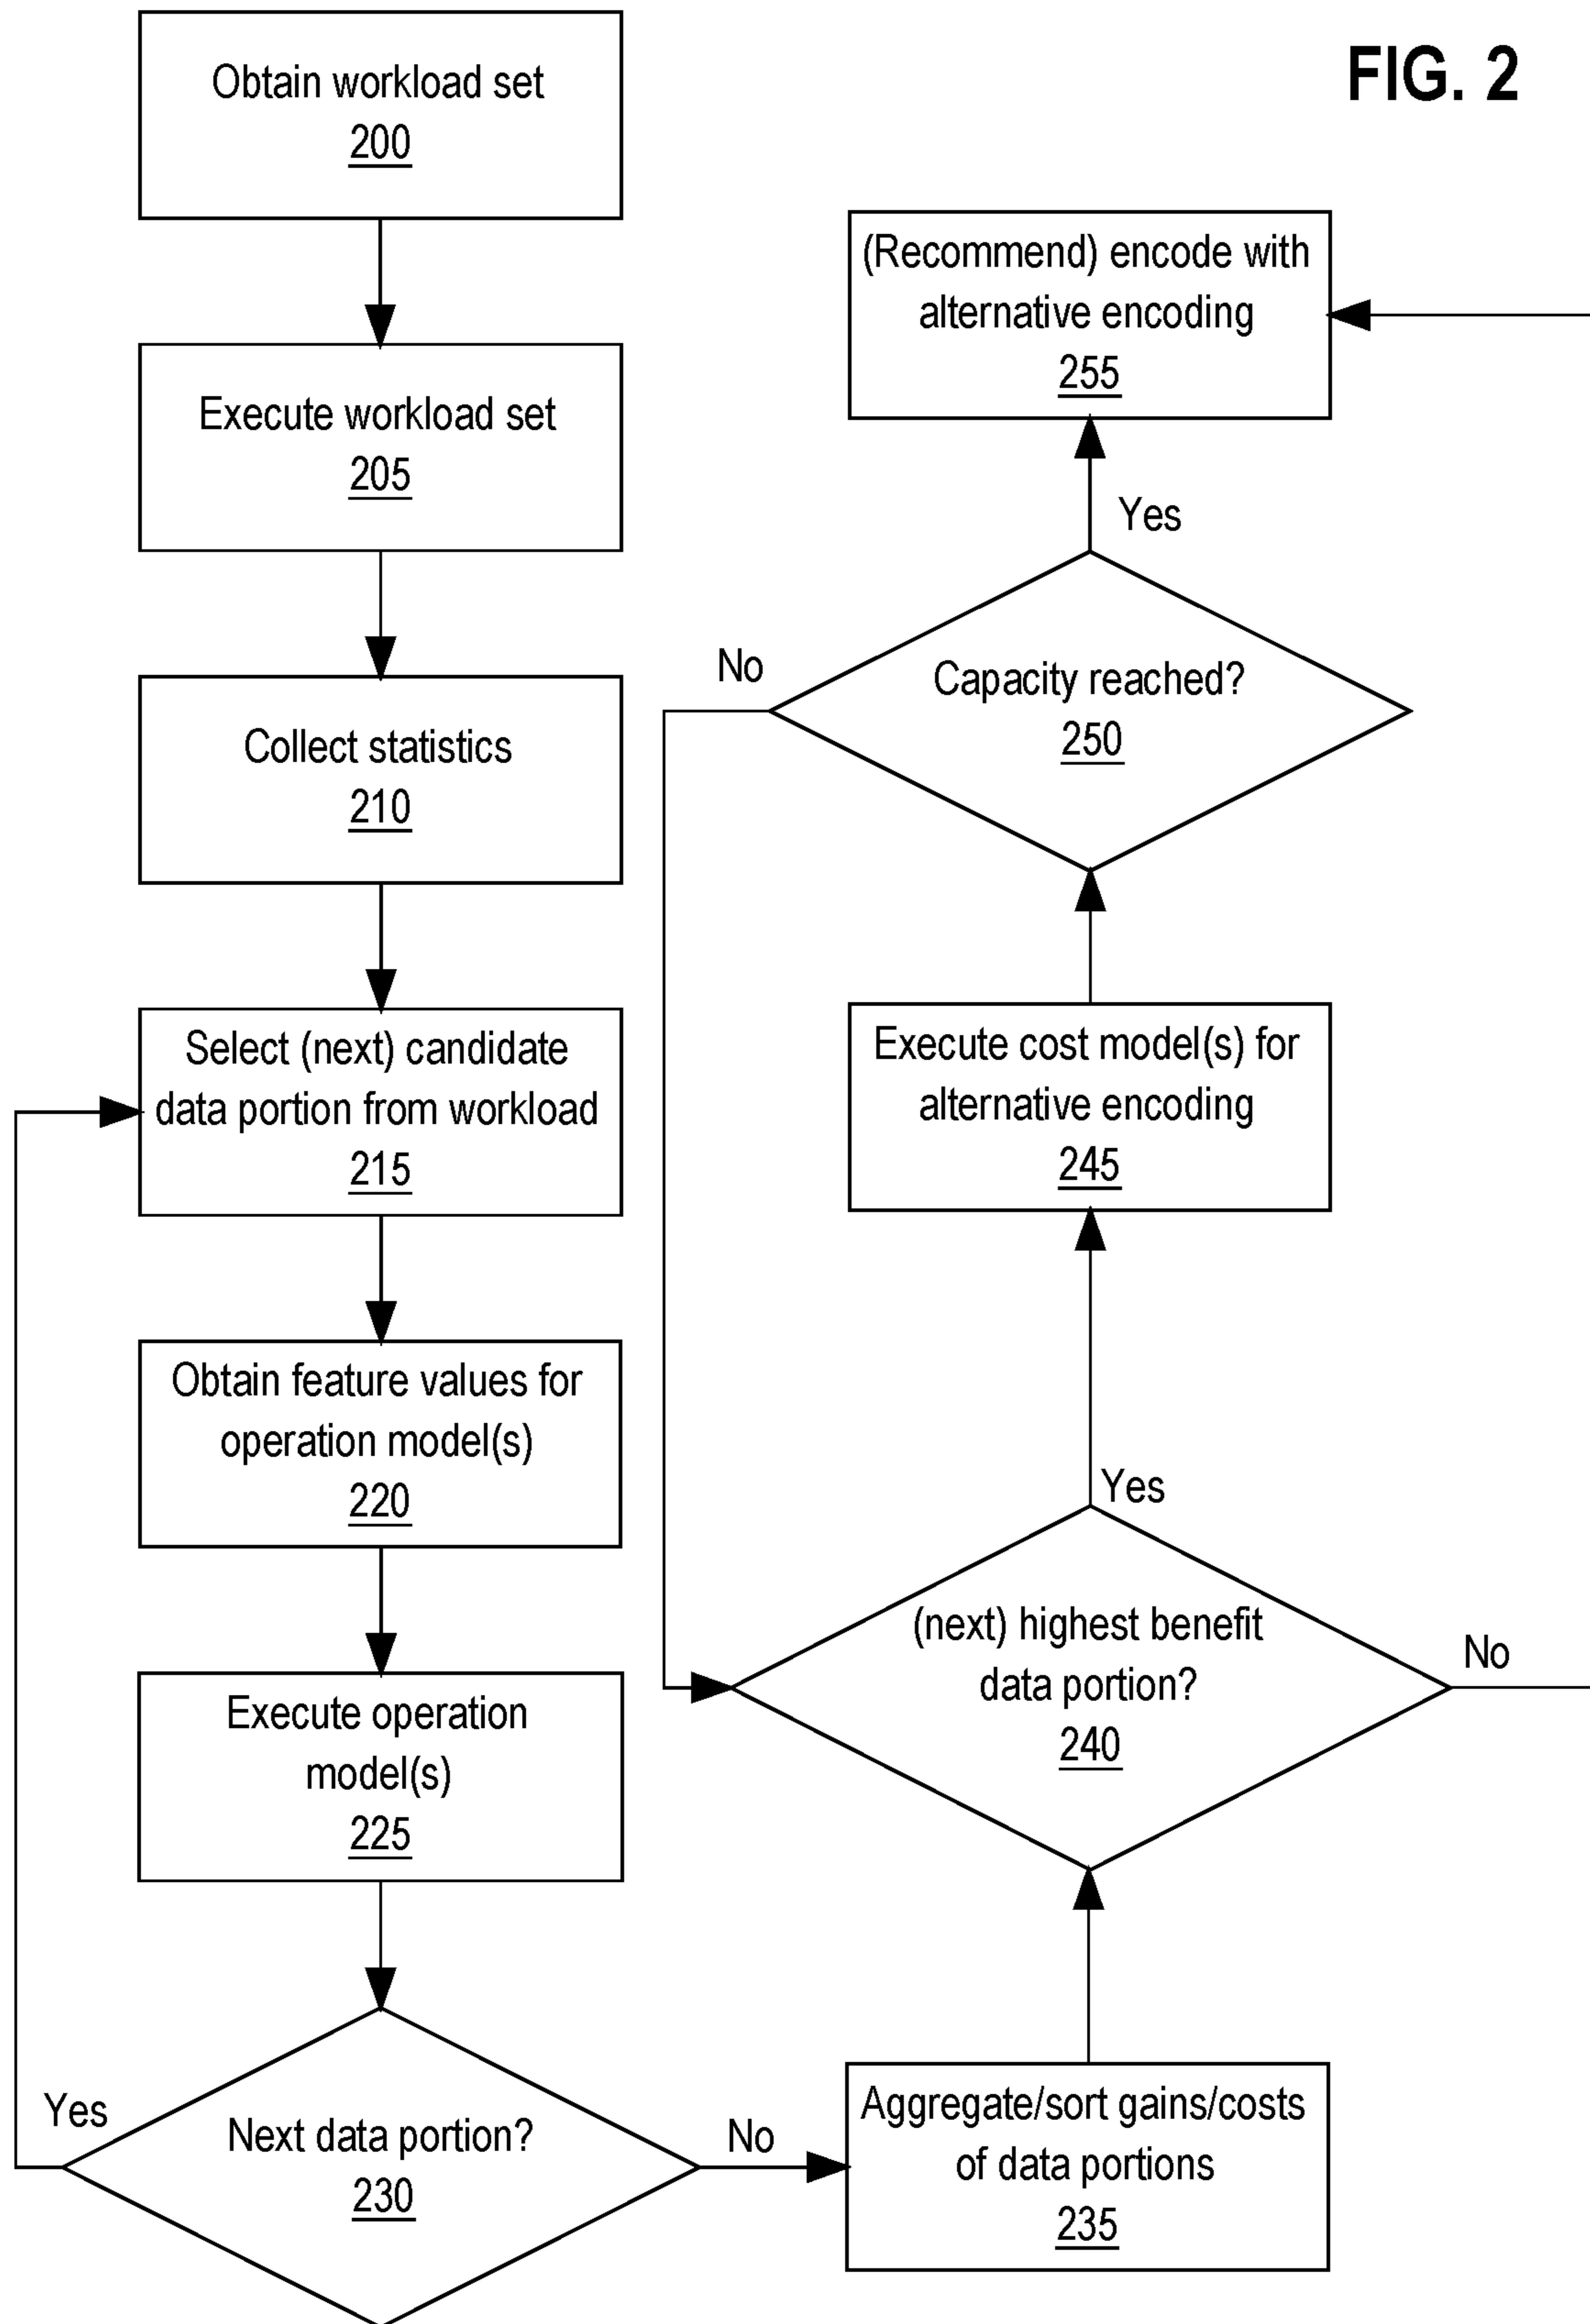 FIG. 2
Obtain workload set
200
Execute workload set
205
Collect statistics
210
Select (next) candidate
data portion from workload
215
Obtain feature values for
operation model(s)
220
Execute operation
model(s)
225
Yes
Next data portion?
230
No
Aggregate/sort gains/costs
of data portions
235
(next) highest benefit
data portion?
240
No
Yes
Execute cost model(s) for
alternative encoding
245
Capacity reached?
250
No
Yes
(Recommend) encode with
alternative encoding
255